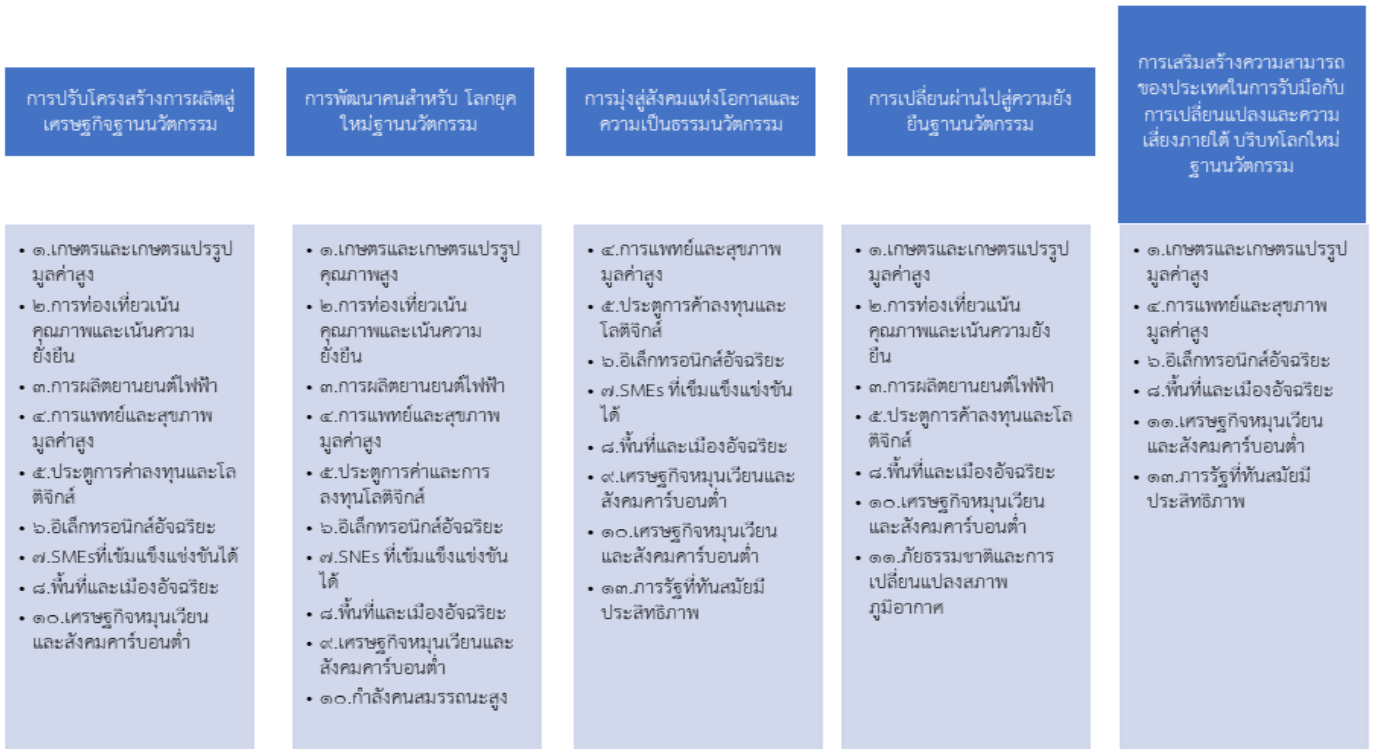 การปรับโครงสร้างการผลิตสู่
เศรษฐกิจฐานนวัตกรรม
• ๑.เกษตรและเกษตรแปรรูป
มูลค่าสูง
• ๒.การท่องเที่ยวเน้น
คุณภาพและเน้นความ
ยั่งยืน
• ๓.การผลิตยานยนต์ไฟฟ้า
• ๔.การแพทย์และสุขภาพ
มูลค่าสูง
• ๕.ประตูการค่าลงทุนและโล
ติจิกส์
• ๖.อิเล็กทรอนิกส์อัจฉริยะ
• ๗.SMEsที่เข้มแข็งแข่งขันได้
• ๘.พื้นที่และเมืองอัจฉริยะ
• ๑๐.เศรษฐกิจหมุนเวียน
และสังคมคาร์บอนต่ำ
การพัฒนาคนสำหรับ โลกยุค
ใหม่ฐานนวัตกรรม
• ๑.เกษตรและเกษตรแปรรูป
คุณภาพสูง
• ๒.การท่องเที่ยวเน้น
คุณภาพและเน้นความ
ยั่งยืน
• ๓.การผลิตยานยนต์ไฟฟ้า
• ๔.การแพทย์และสุขภาพ
มูลค่าสูง
• ๕.ประตูการค่าและการ
ลงทุนโลติจิกส์
• ๖.อิเล็กทรอนิกส์อัจฉริยะ
• ๗.SNEs ที่เข้มแข็งแข่งขัน
ได้
• ๘.พื้นที่และเมืองอัจฉริยะ
• ๙.เศรษฐกิจหมุนเวียนและ
สังคมคาร์บอนต่ำ
• ๑๐.กำลังคนสมรรถนะสูง
การมุ่งสู่สังคมแห่งโอกาสและ
ความเป็นธรรมนวัตกรรม
• ๔.การแพทย์และสุขภาพ
มูลค่าสูง
• ๕.ประตูการค้าลงทุนและ
โลติจิกส์
• ๖.อิเล็กทรอนิกส์อัจฉริยะ
• ๗.SMEs ที่เข็มแข็งแข่งขัน
ได้
• ๘.พื้นที่และเมืองอัจฉริยะ
• ๙.เศรษฐกิจหมุนเวียนและ
สังคมคาร์บอนต่ำ
• ๑๐.เศรษฐกิจหมุนเวียน
และสังคมคาร์บอนต่ำ
• ๑๓.ภารรัฐที่ทันสมัยมี
ประสิทธิภาพ
การเปลี่ยนผ่านไปสู่ความยั่ง
ยืนฐานนวัตกรรม
• ๑.เกษตรและเกษตรแปรรูป
มูลค่าสูง
• ๒.การท่องเที่ยวแน้น
คุณภาพและเน้นความยั่ง
ยืน
• ๓.การผลิตยานยนต์ไฟฟ้า
• ๕.ประตูการค้าลงทุนและโล
ติจิกส์
• ๘.พื้นที่และเมืองอัจฉริยะ
• ๑๐.เศรษฐกิจหมุนเวียน
และสังคมคาร์บอนต่ำ
• ๑๑.ภัยธรรมชาติและการ
เปลี่ยนแปลงสภาพ
ภูมิอากาศ
การเสริมสร้างความสามารถ
ของประเทศในการรับมือกับ
การเปลี่ยนแปลงและความ
เสี่ยงภายใต้ บริบทโลกใหม่
ฐานนวัตกรรม
• ๑.เกษตรและเกษตรแปรรูป
มูลค่าสูง
• ๔.การแพทย์และสุขภาพ
มูลค่าสูง
• ๖.อิเล็กทรอนิกส์อัจฉริยะ
• ๘.พื้นที่และเมืองอัจฉริยะ
• ๑๑.เศรษฐกิจหมุนเวียน
และสังคมคาร์บอนต่ำ
• ๑๓.ภารรัฐที่ทันสมัยมี
ประสิทธิภาพ